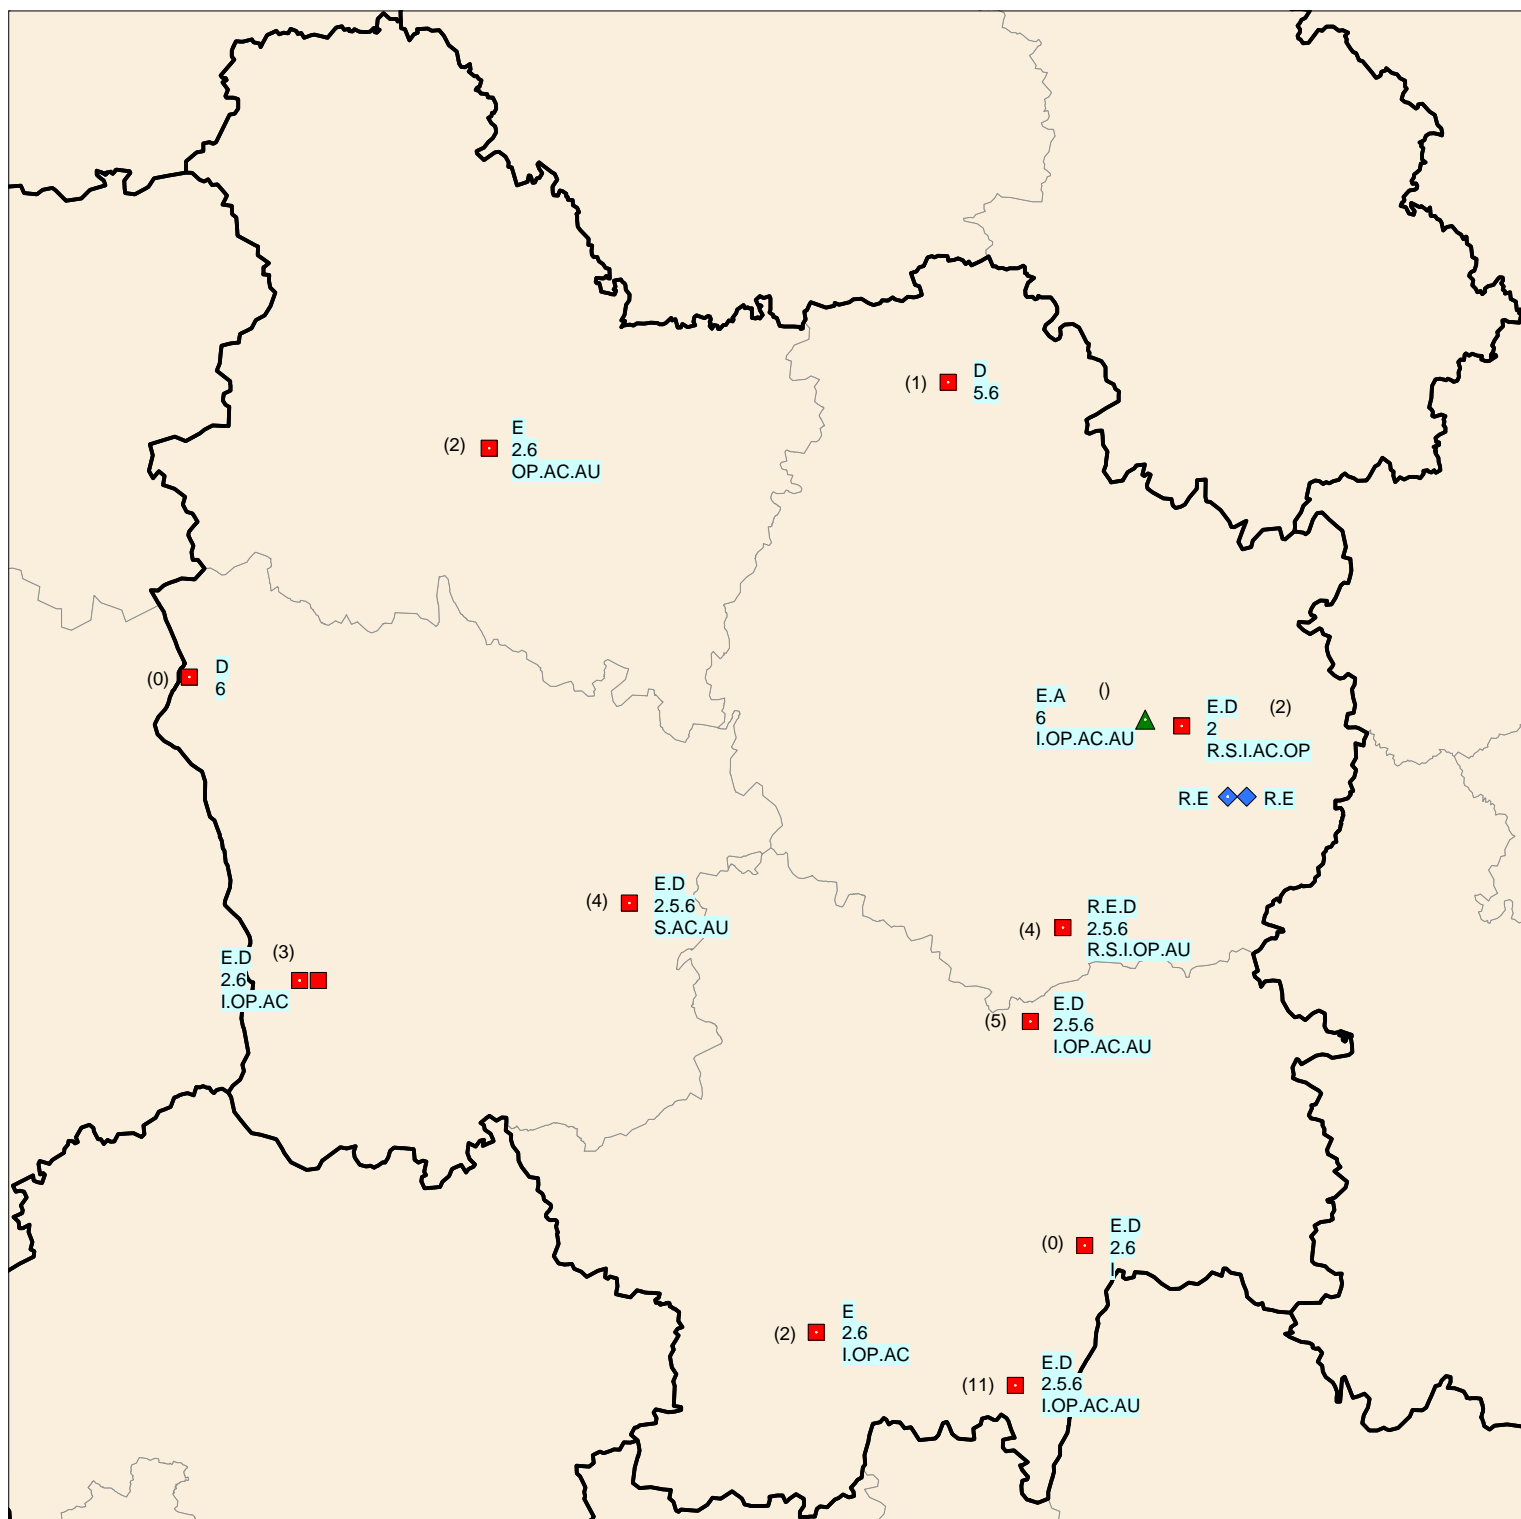 (1)
D
5.6
(2)
E
2.6
OP.AC.AU
(0)
D
6
E.A
6
I.OP.AC.AU
()
E.D
2
R.S.I.AC.OP
(2)
R.E
R.E
(4)
E.D
2.5.6
S.AC.AU
(4)
R.E.D
2.5.6
R.S.I.OP.AU
E.D
2.6
I.OP.AC
(3)
(5)
E.D
2.5.6
I.OP.AC.AU
(0)
E.D
2.6
I
(2)
E
2.6
I.OP.AC
(11)
E.D
2.5.6
I.OP.AC.AU